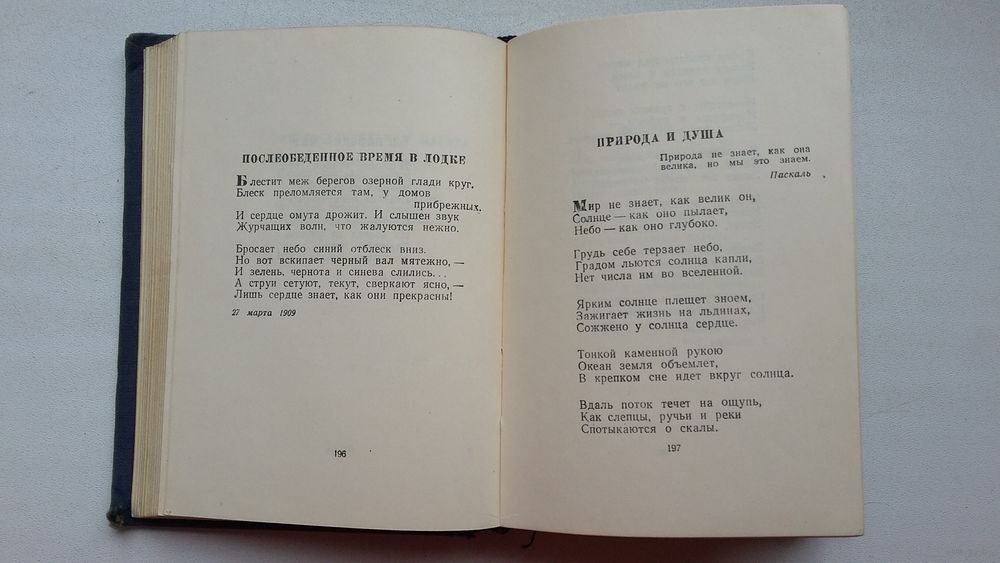 ПОСЛЕОБЕДЕННОЕ ВРЕМЯ В ЛОДКЕ
Блестит меж берегов озерной глади круг,
Блеск преломляется там, у домов
прибрежных.
И сердце омута дрожит. И слышен звук
Журчащих волн, что жалуются нежно.
Бросает небо синий отблеск вниз.
Но вот вскипает черный вал мятежно, —
И зелень, чернота и синева слились...
А струи сетуют, текут, сверкают ясно, —
Лишь сердце знает, как они прекрасны!
27 марта 1909
196
ПРИРОДА И ДУША
Природа не знает, как она
велика, но мы это знаем.
Паскаль
Мир не знает, как велик он,
Солнце — как оно пылает,
Небо — как оно глубоко.
Грудь себе терзает небо,
Градом льются солнца капли,
Нет числа им во вселенной.
Ярким солнце плещет зноем,
Зажигает жизнь на льдинах,
Сожжено у солнца сердце.
Тонкой каменной рукою
Океан земля объемлет,
В крепком сне идет вкруг солнца.
Вдаль поток течет на ощупь,
Как слепцы, ручьи и реки
Спотыкаются о скалы.
197